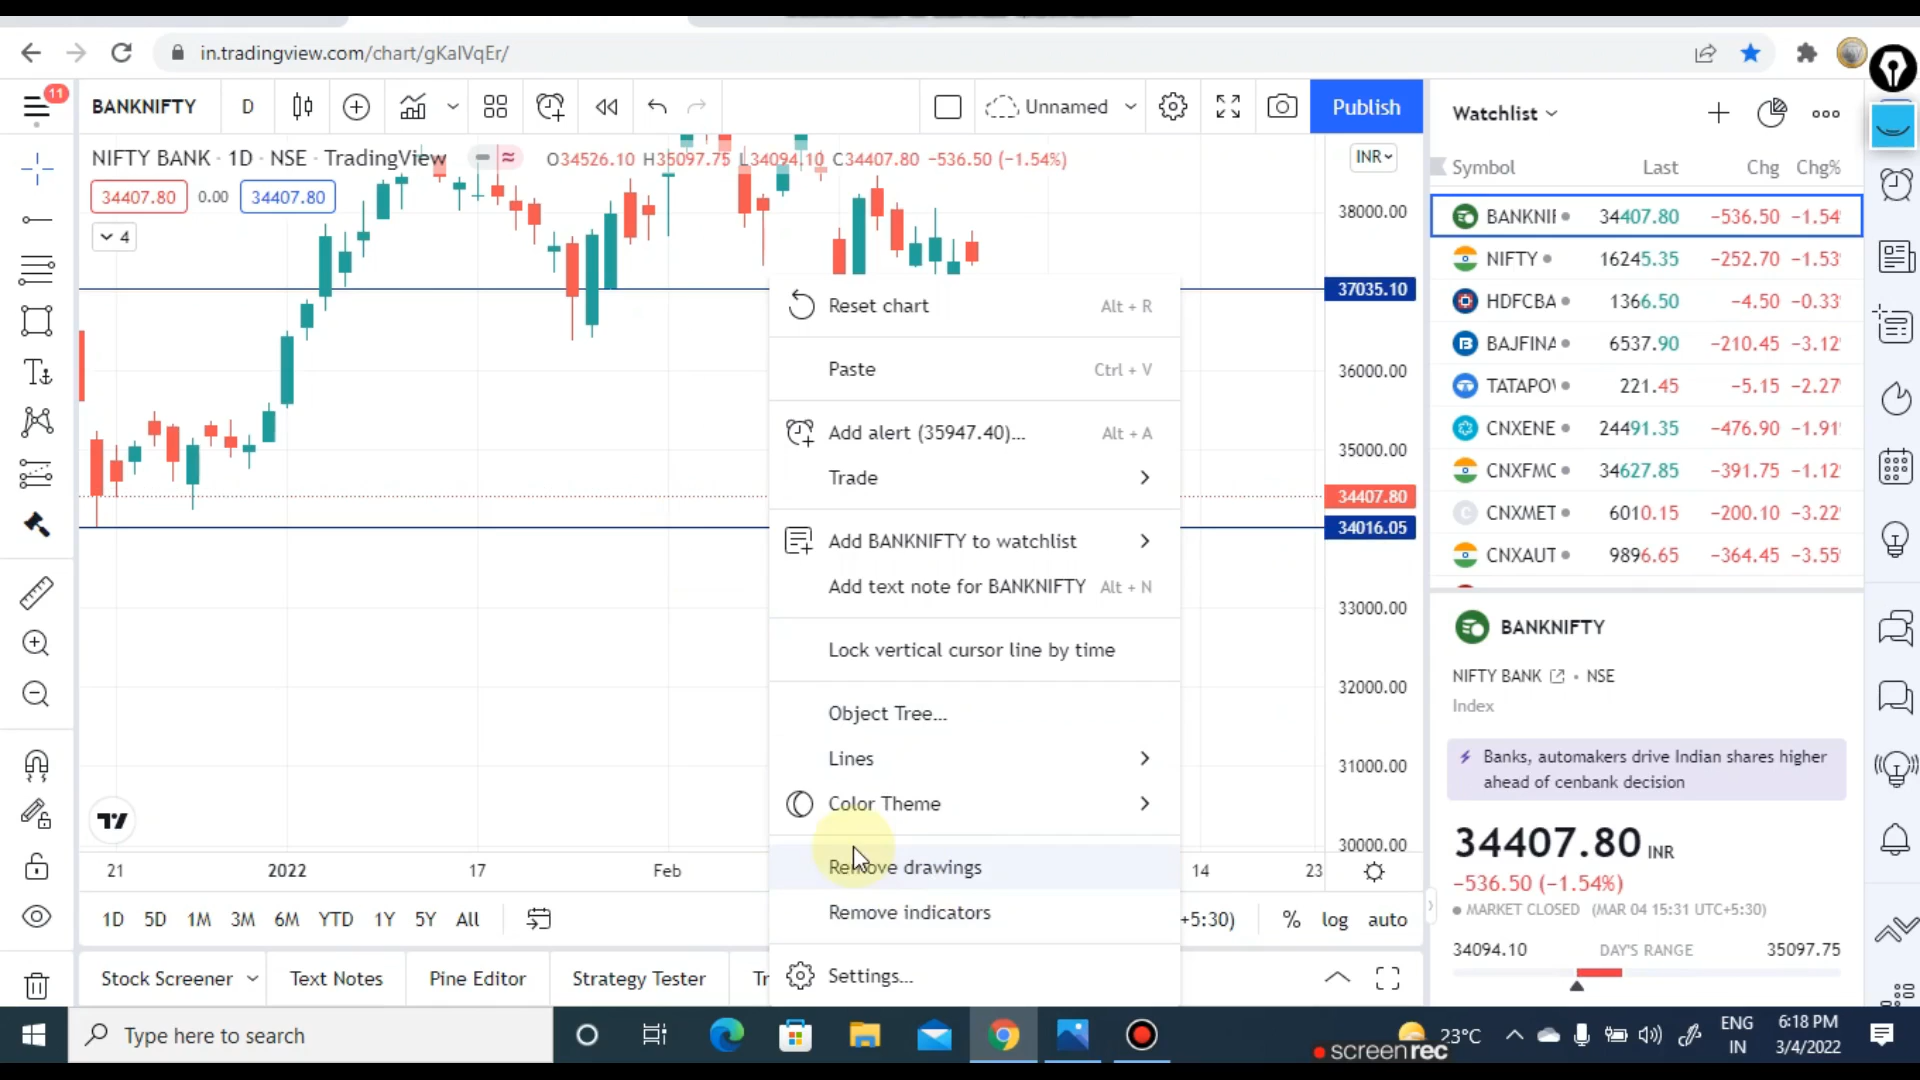 in.tradingview.com/chart/gKalVqEr/
11
BANKNIFTY
D
Unnamed
Publish
NIFTY BANK · 1D · NSE · TradingView
O34526.10 H35097.75 L34094.10 C34407.80 −536.50 (−1.54%)
34407.80 0.00 34407.80
4
INR
38000.00
37035.10
36000.00
35000.00
34407.80
34016.05
33000.00
32000.00
31000.00
30000.00
Reset chart Alt + R
Paste Ctrl + V
Add alert (35947.40)... Alt + A
Trade
Add BANKNIFTY to watchlist
Add text note for BANKNIFTY Alt + N
Lock vertical cursor line by time
Object Tree...
Lines
Color Theme
Remove drawings
Remove indicators
Settings...
21 2022 17 Feb 14 23
1D 5D 1M 3M 6M YTD 1Y 5Y All
+5:30) % log auto
Stock Screener Text Notes Pine Editor Strategy Tester Tr
Watchlist
Symbol Last Chg Chg%
BANKNIF 34407.80 −536.50 −1.54
NIFTY 16245.35 −252.70 −1.53
HDFCBA 1366.50 −4.50 −0.33
BAJFINA 6537.90 −210.45 −3.12
TATAPO 221.45 −5.15 −2.27
CNXENE 24491.35 −476.90 −1.91
CNXFMC 34627.85 −391.75 −1.12
C CNXMET 6010.15 −200.10 −3.22
CNXAUT 9896.65 −364.45 −3.55
BANKNIFTY
NIFTY BANK • NSE
Index
Banks, automakers drive Indian shares higher
ahead of cenbank decision
34407.80 INR
−536.50 (−1.54%)
MARKET CLOSED (MAR 04 15:31 UTC+5:30)
34094.10 DAY'S RANGE 35097.75
Type here to search
23°C
ENG
IN
6:18 PM
3/4/2022
screenrec